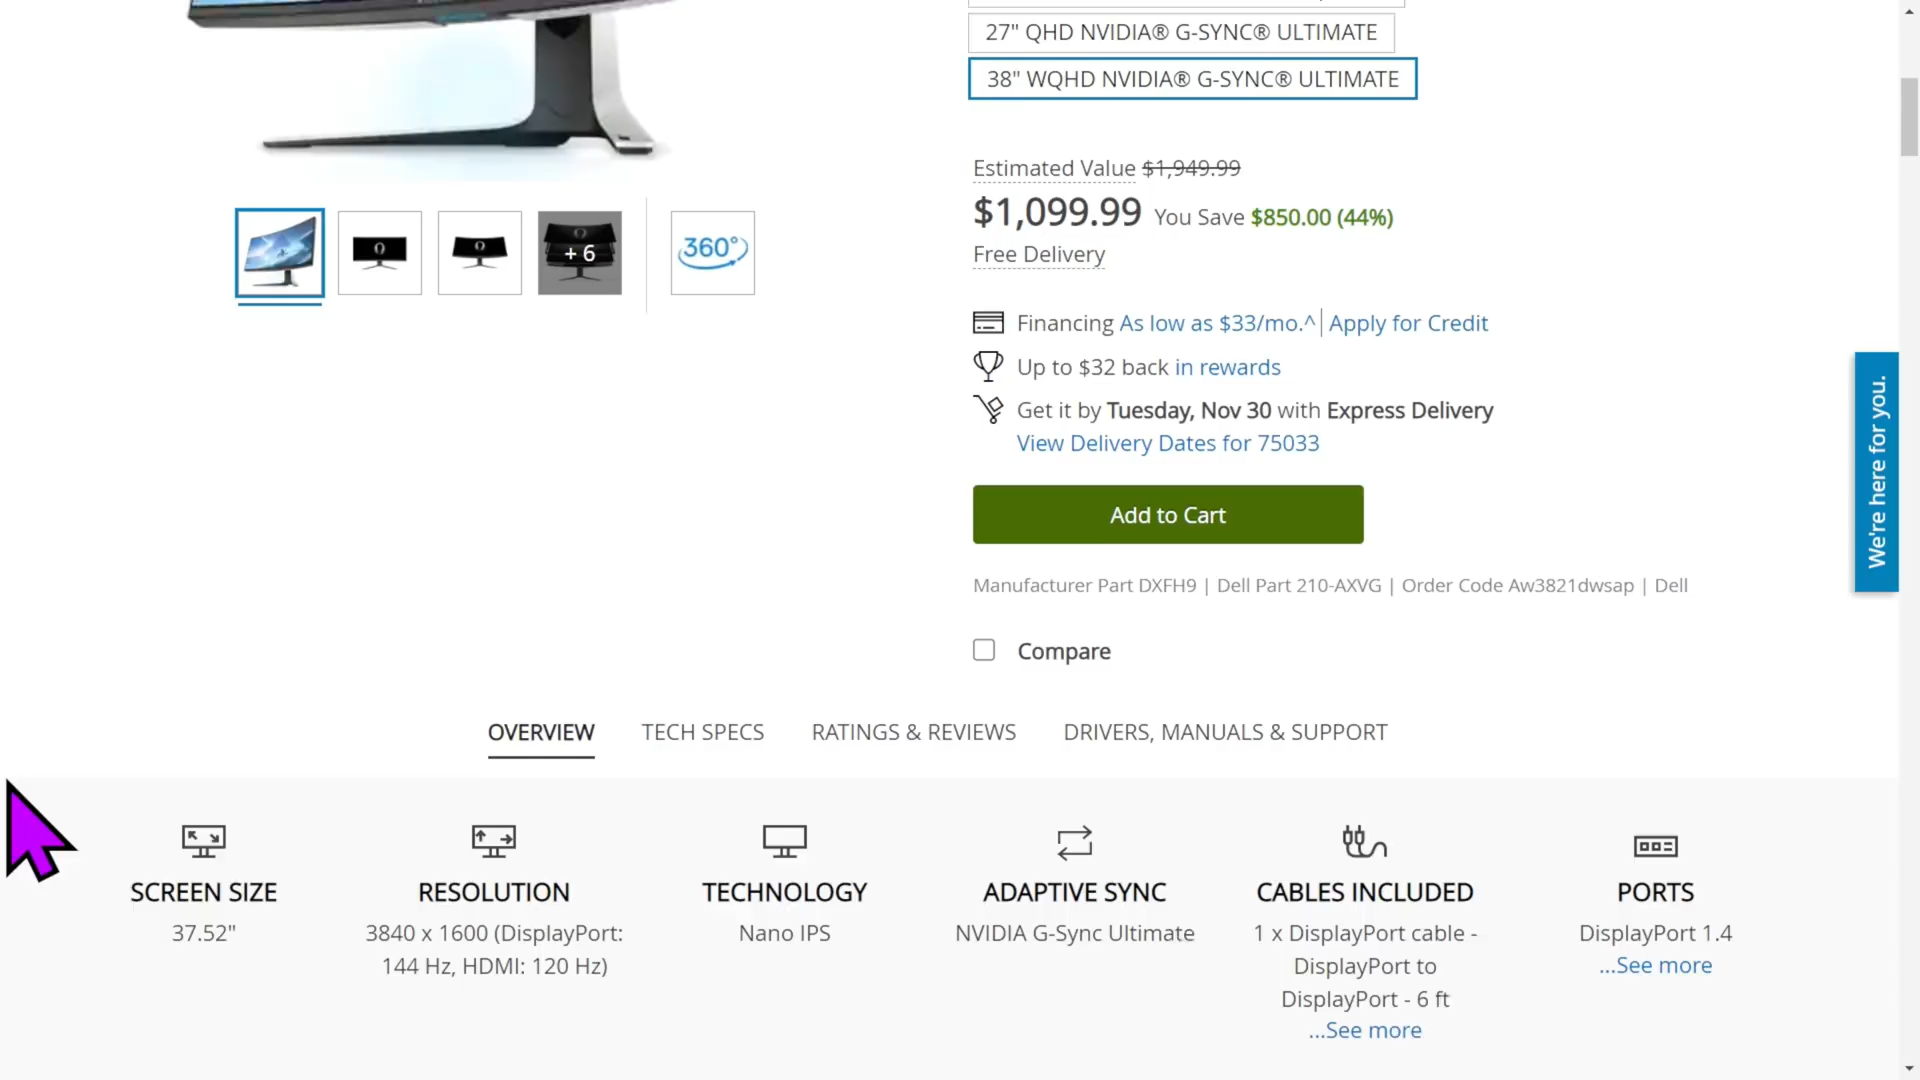 27" QHD NVIDIA® G-SYNC® ULTIMATE
38" WQHD NVIDIA® G-SYNC® ULTIMATE
Estimated Value $1,949.99
$1,099.99 You Save $850.00 (44%)
Free Delivery
+ 6
360°
Financing As low as $33/mo.^ | Apply for Credit
Up to $32 back in rewards
Get it by Tuesday, Nov 30 with Express Delivery
View Delivery Dates for 75033
We're here for you.
Add to Cart
Manufacturer Part DXFH9 | Dell Part 210-AXVG | Order Code Aw3821dwsap | Dell
Compare
OVERVIEW TECH SPECS RATINGS & REVIEWS DRIVERS, MANUALS & SUPPORT
SCREEN SIZE
37.52"
RESOLUTION
3840 x 1600 (DisplayPort:
144 Hz, HDMI: 120 Hz)
TECHNOLOGY
Nano IPS
ADAPTIVE SYNC
NVIDIA G-Sync Ultimate
CABLES INCLUDED
1 x DisplayPort cable -
DisplayPort to
DisplayPort - 6 ft
...See more
PORTS
DisplayPort 1.4
...See more